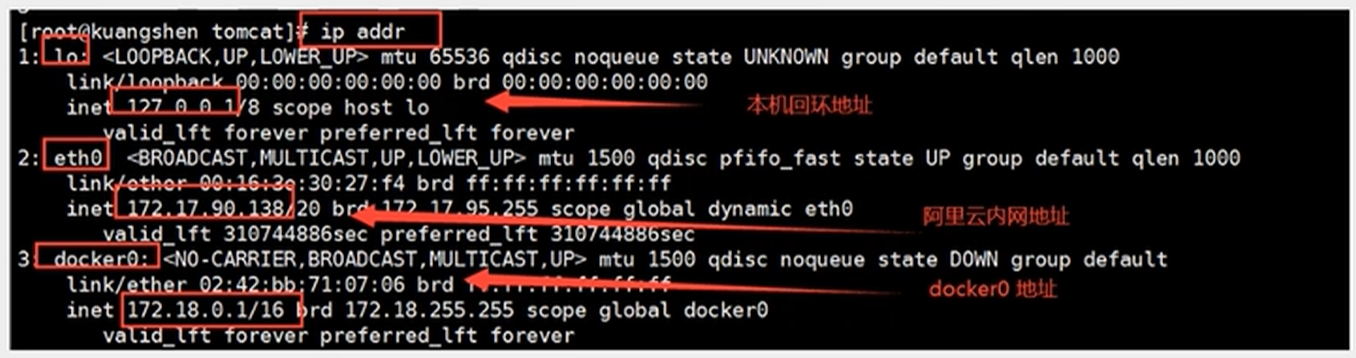 [root@kuangshen tomcat]# ip addr
1: lo: <LOOPBACK,UP,LOWER_UP> mtu 65536 qdisc noqueue state UNKNOWN group default qlen 1000
link/loopback 00:00:00:00:00:00 brd 00:00:00:00:00:00
inet 127.0.0.1/8 scope host lo
本机回环地址
valid_lft forever preferred_lft forever
2: eth0 <BROADCAST,MULTICAST,UP,LOWER_UP> mtu 1500 qdisc pfifo_fast state UP group default qlen 1000
link/ether 00:16:3e:30:27:f4 brd ff:ff:ff:ff:ff:ff
inet 172.17.90.138/20 brd 172.17.95.255 scope global dynamic eth0
阿里云内网地址
valid_lft 310744886sec preferred_lft 310744886sec
3: docker0: <NO-CARRIER,BROADCAST,MULTICAST,UP> mtu 1500 qdisc noqueue state DOWN group default
link/ether 02:42:bb:71:07:06 brd ff:ff:ff:ff:ff:ff
docker0 地址
inet 172.18.0.1/16 brd 172.18.255.255 scope global docker0
valid_lft forever preferred_lft forever